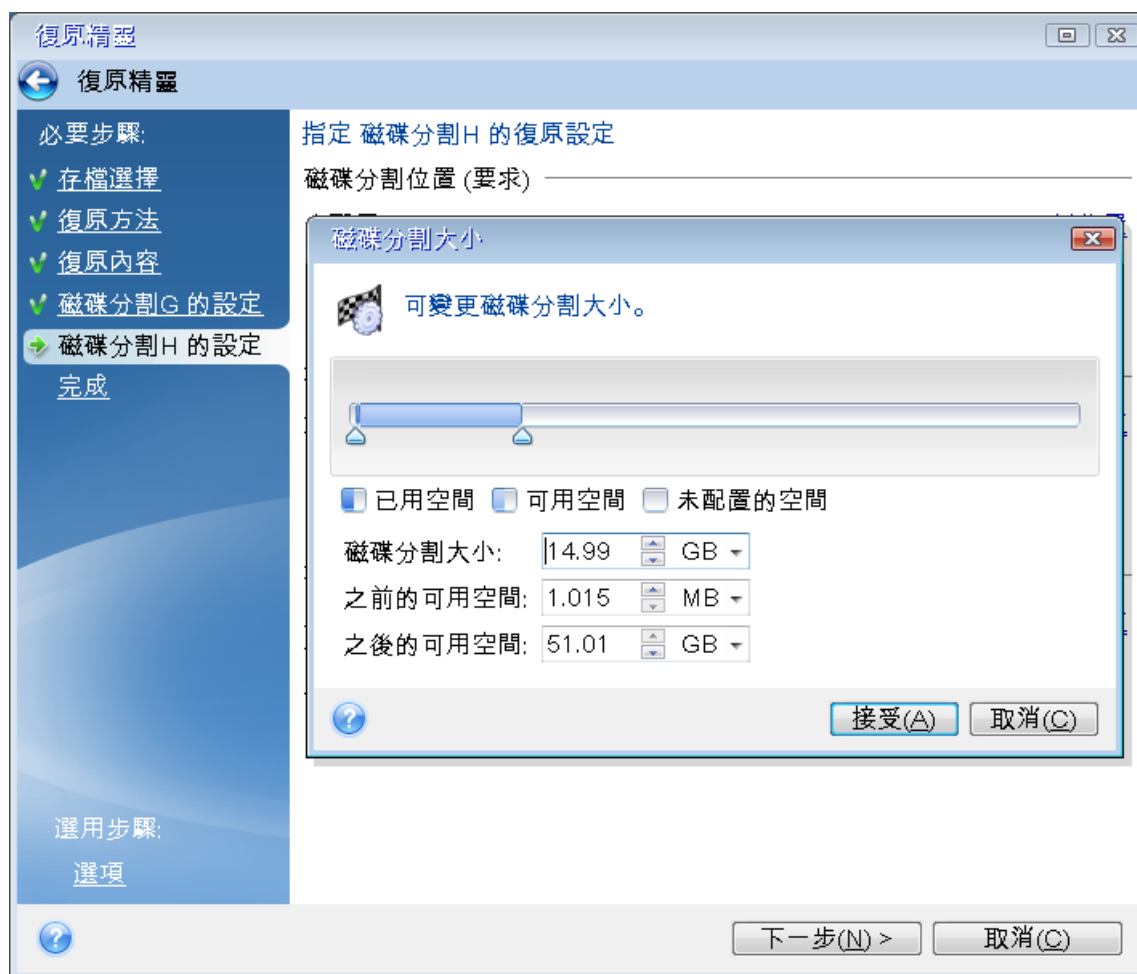 復原精靈
復原精靈
必要步驟:
存檔選擇
復原方法
復原內容
磁碟分割G 的設定
磁碟分割H 的設定
完成
選用步驟:
選項
指定 磁碟分割H 的復原設定
磁碟分割位置 (要求)
磁碟分割大小
可變更磁碟分割大小。
已用空間 可用空間 未配置的空間
磁碟分割大小: 14.99 GB
之前的可用空間: 1.015 MB
之後的可用空間: 51.01 GB
接受(A) 取消(C)
下一步(N) > 取消(C)